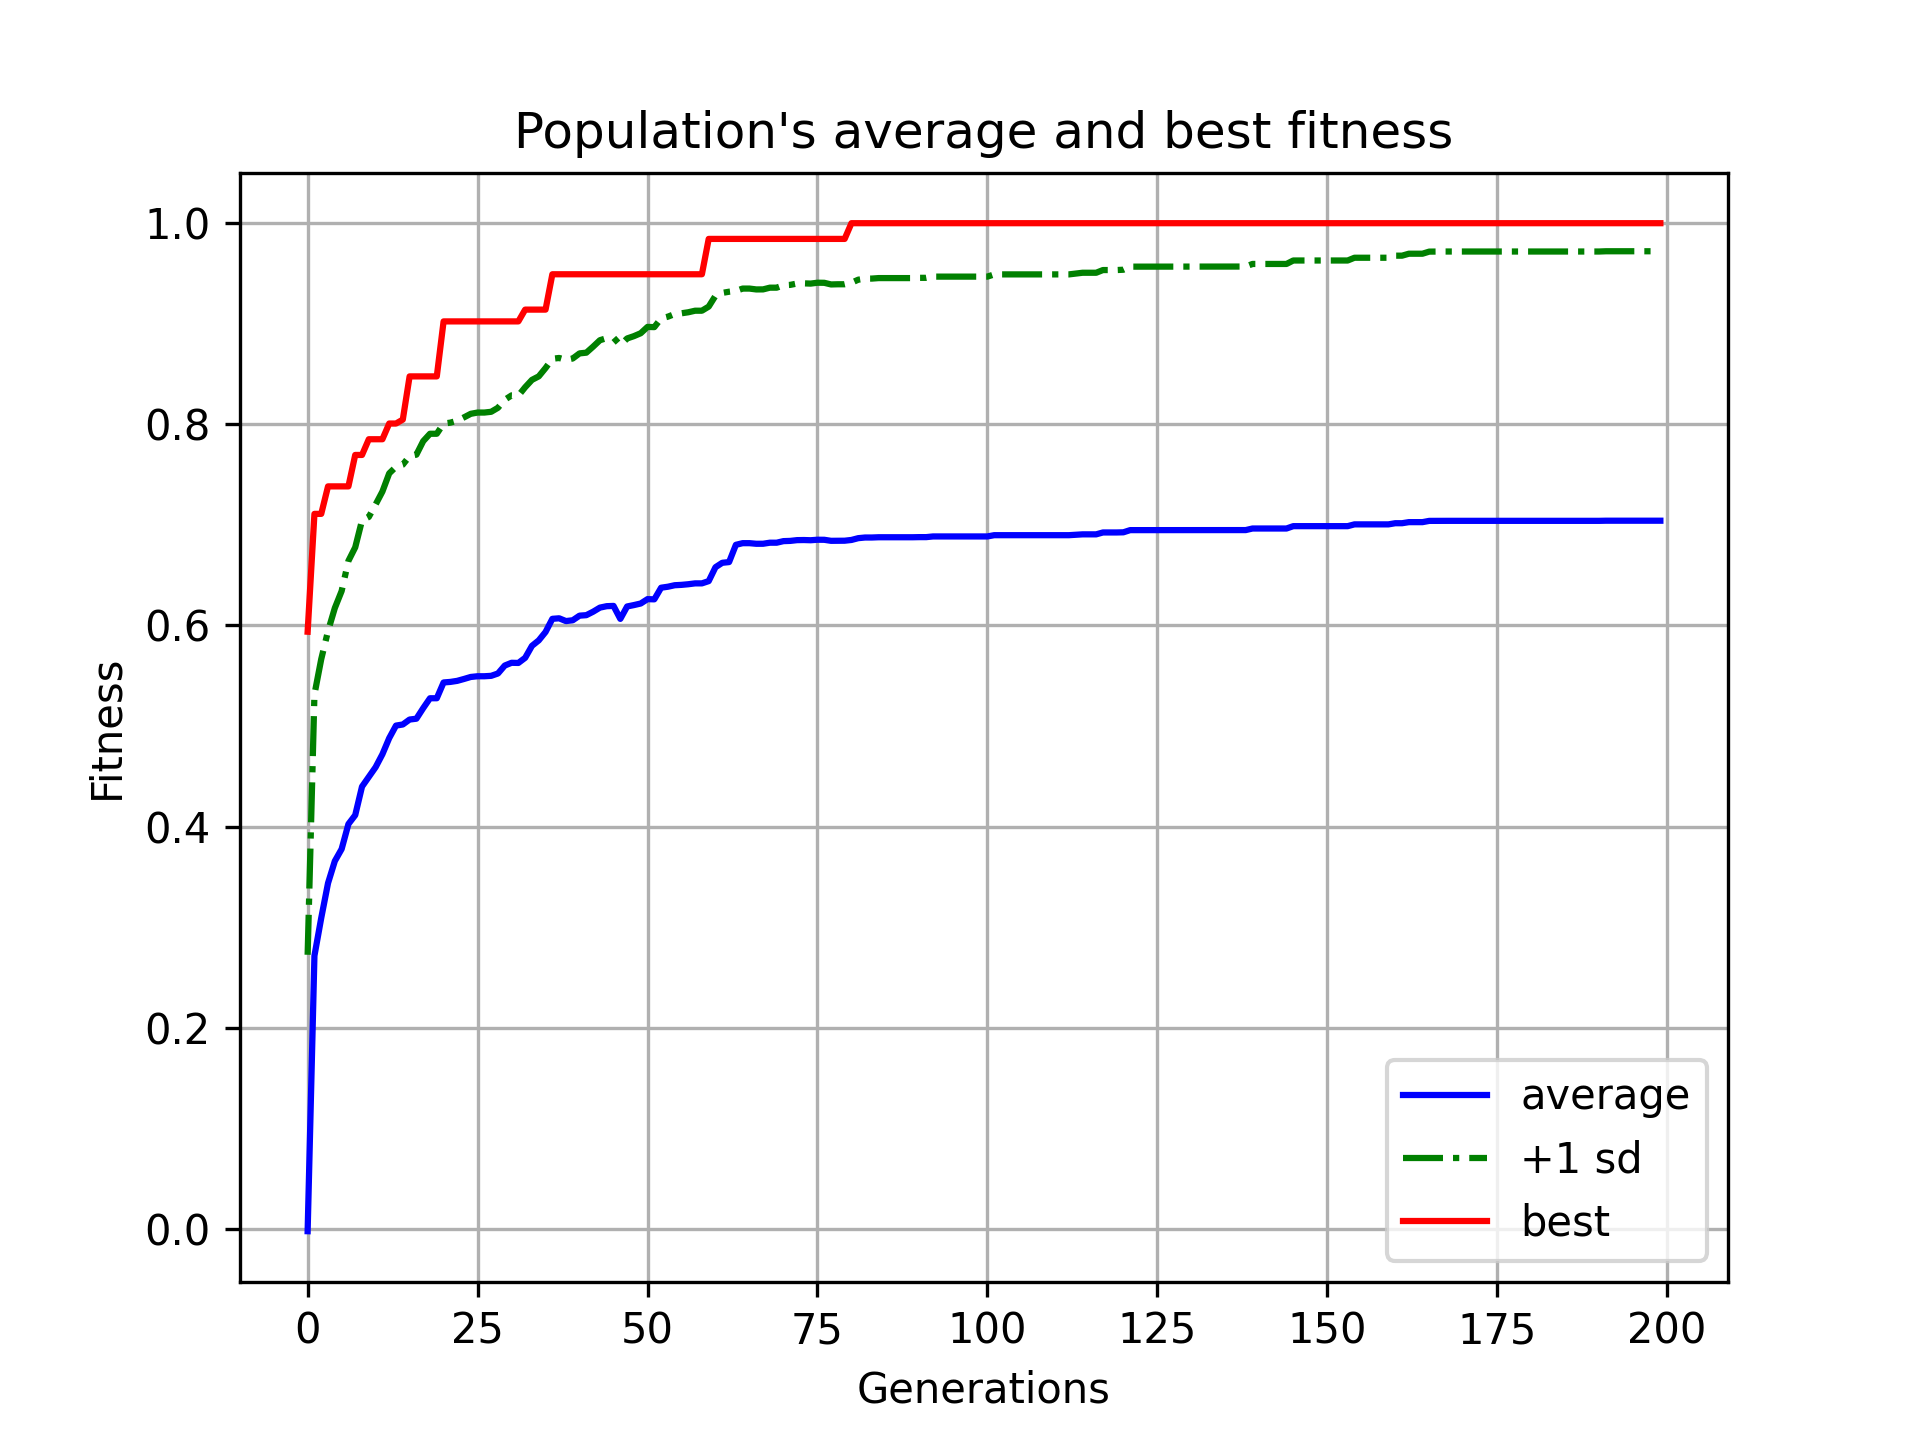 Population's average and best fitness
1.0
0.8
0.6
0.4
0.2
0.0
Fitness
average
+1 sd
best
0 25 50 75 100 125 150 175 200
Generations